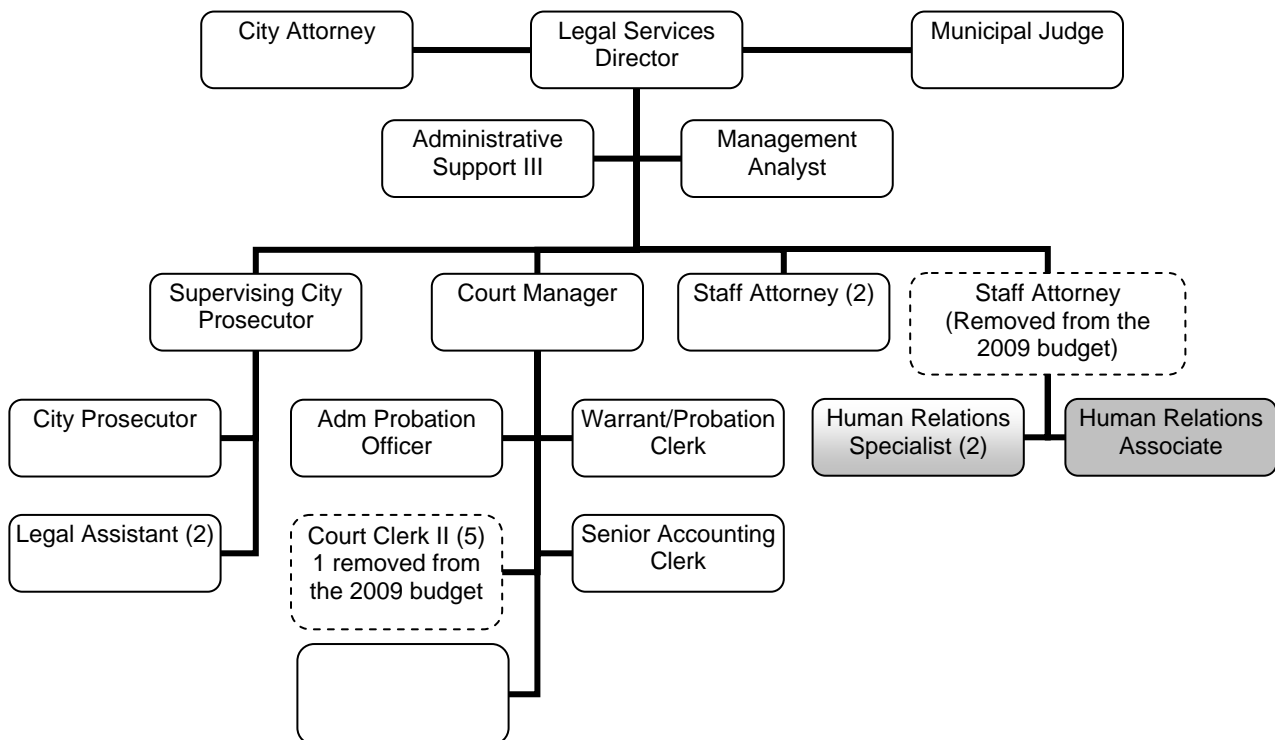 City Attorney
Legal Services
Director
Municipal Judge
Administrative
Support III
Management
Analyst
Supervising City
Prosecutor
Court Manager
Staff Attorney (2)
Staff Attorney
(Removed from the
2009 budget)
City Prosecutor
Adm Probation
Officer
Warrant/Probation
Clerk
Human Relations
Specialist (2)
Human Relations
Associate
Legal Assistant (2)
Court Clerk II (5)
1 removed from
the 2009 budget
Senior Accounting
Clerk